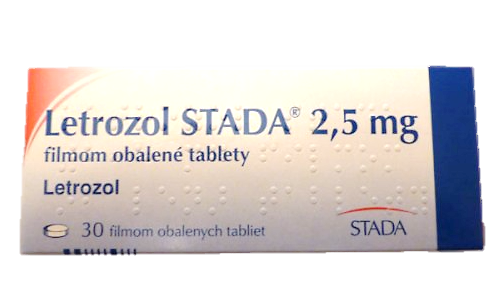 Letrozol STADA® 2,5 mg
filmom obalené tablety
Letrozol
30 filmom obalených tabliet
STADA